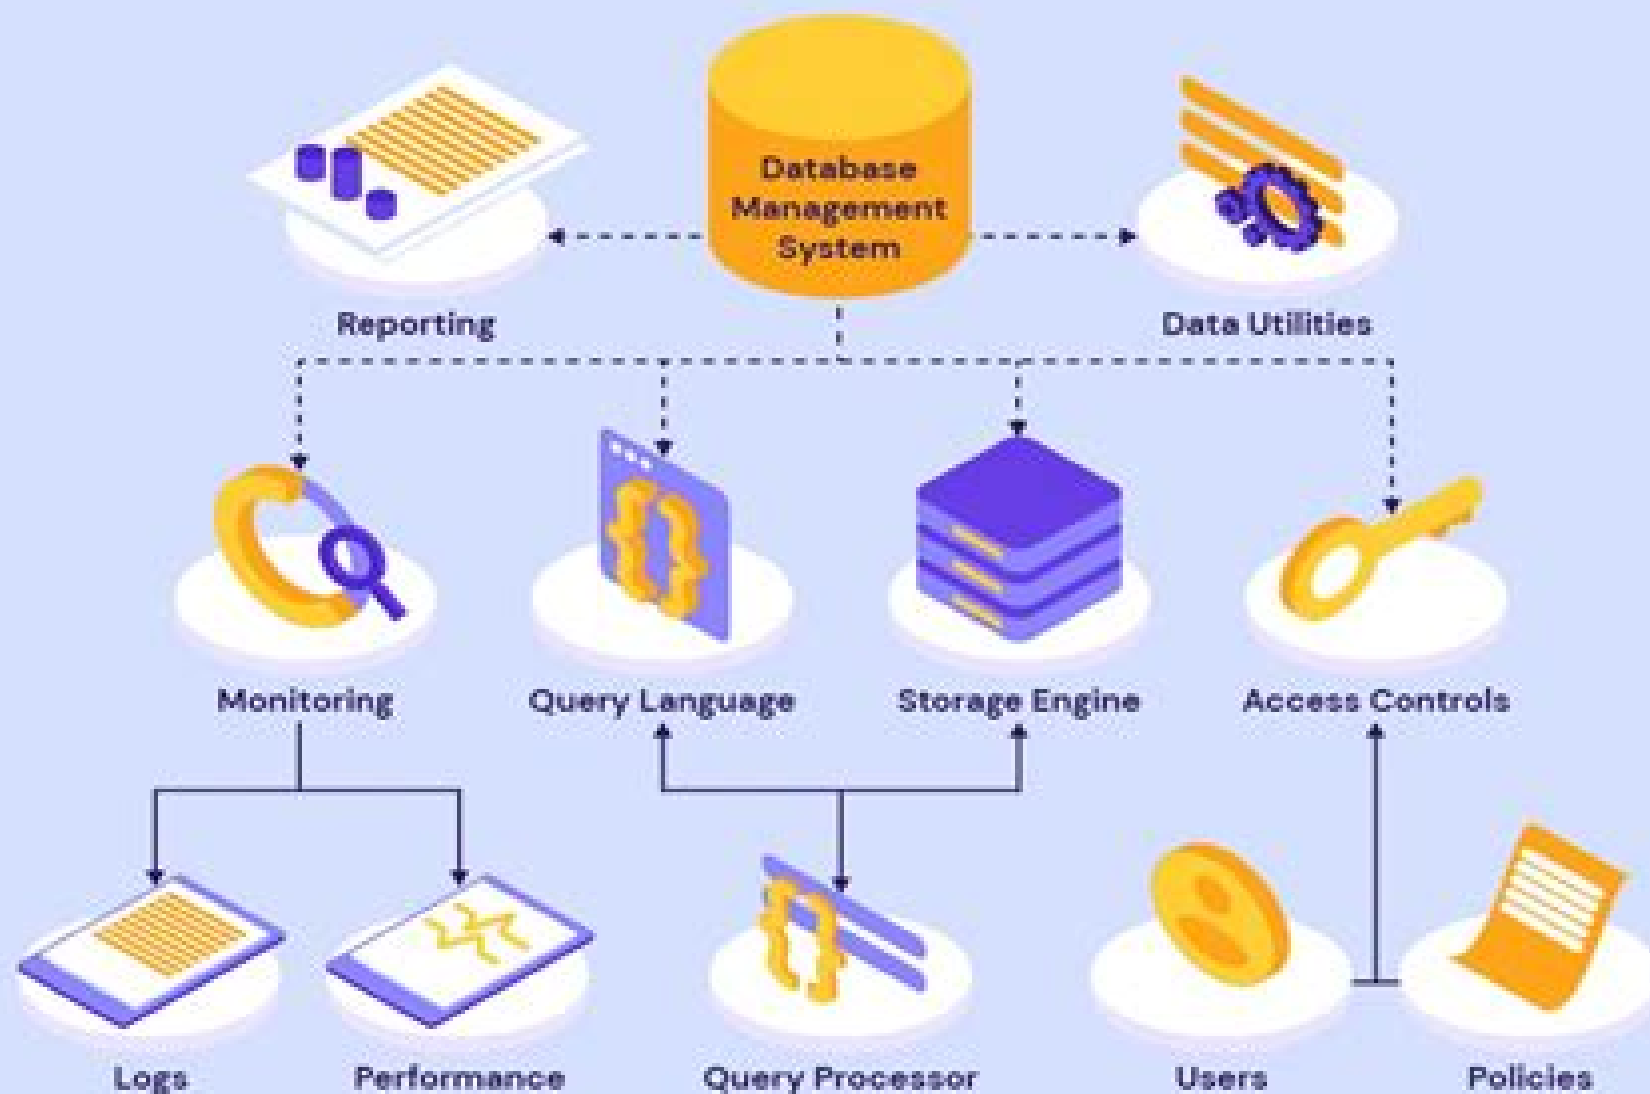 Database
Management
System
Reporting
Data Utilities
Monitoring
Query Language
Storage Engine
Access Controls
Logs
Performance
Query Processor
Users
Policies